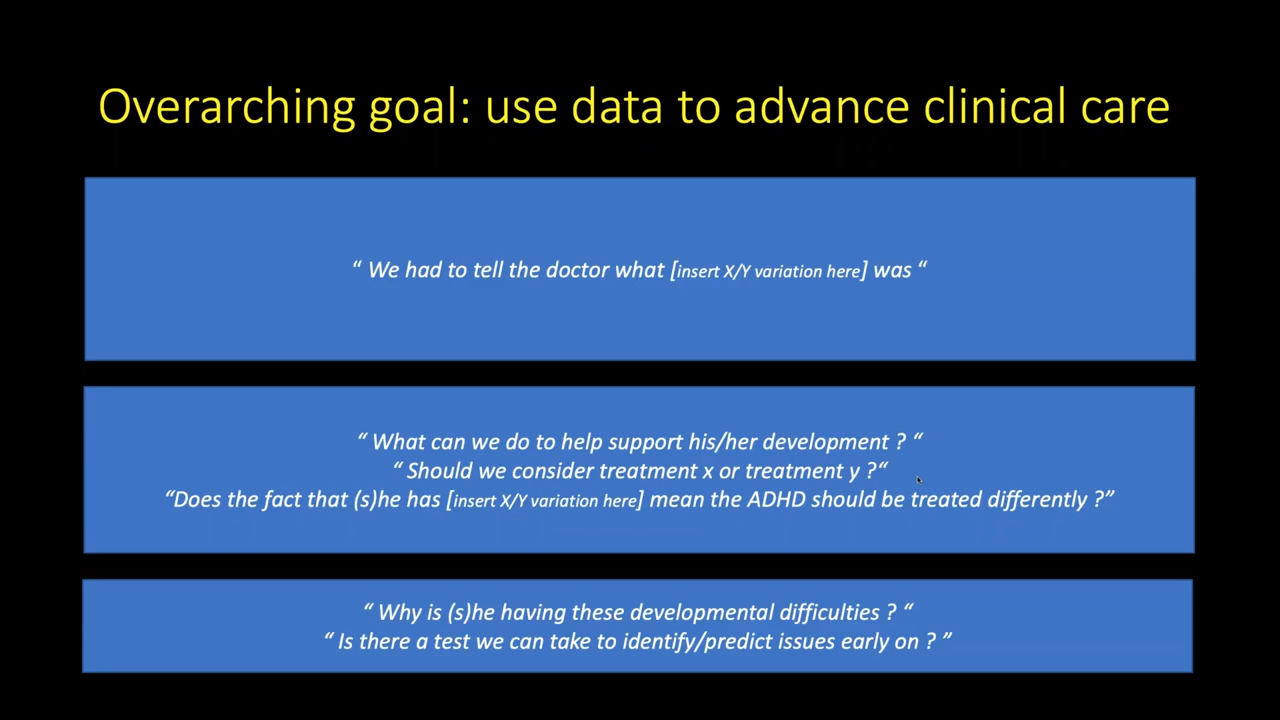 Overarching goal: use data to advance clinical care
“ We had to tell the doctor what [insert X/Y variation here] was “
“ What can we do to help support his/her development ? “
“ Should we consider treatment x or treatment y ?“
“Does the fact that (s)he has [insert X/Y variation here] mean the ADHD should be treated differently ?”
“ Why is (s)he having these developmental difficulties ? “
“ Is there a test we can take to identify/predict issues early on ? ”